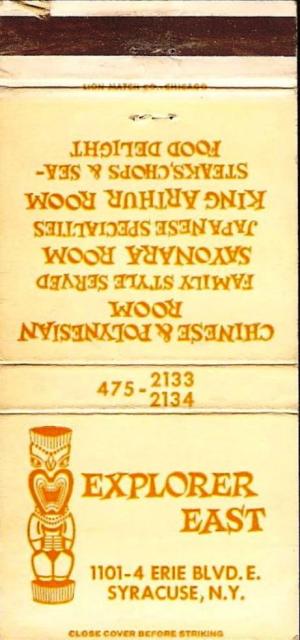 LION MATCH CO., CHICAGO
CHINESE & POLYNESIAN
ROOM
FAMILY STYLE SERVED
SAYONARA ROOM
JAPANESE SPECIALTIES
KING ARTHUR ROOM
STEAKS, CHOPS & SEA-
FOOD DELIGHT
475-2133
2134
EXPLORER
EAST
1101-4 ERIE BLVD. E.
SYRACUSE, N.Y.
CLOSE COVER BEFORE STRIKING